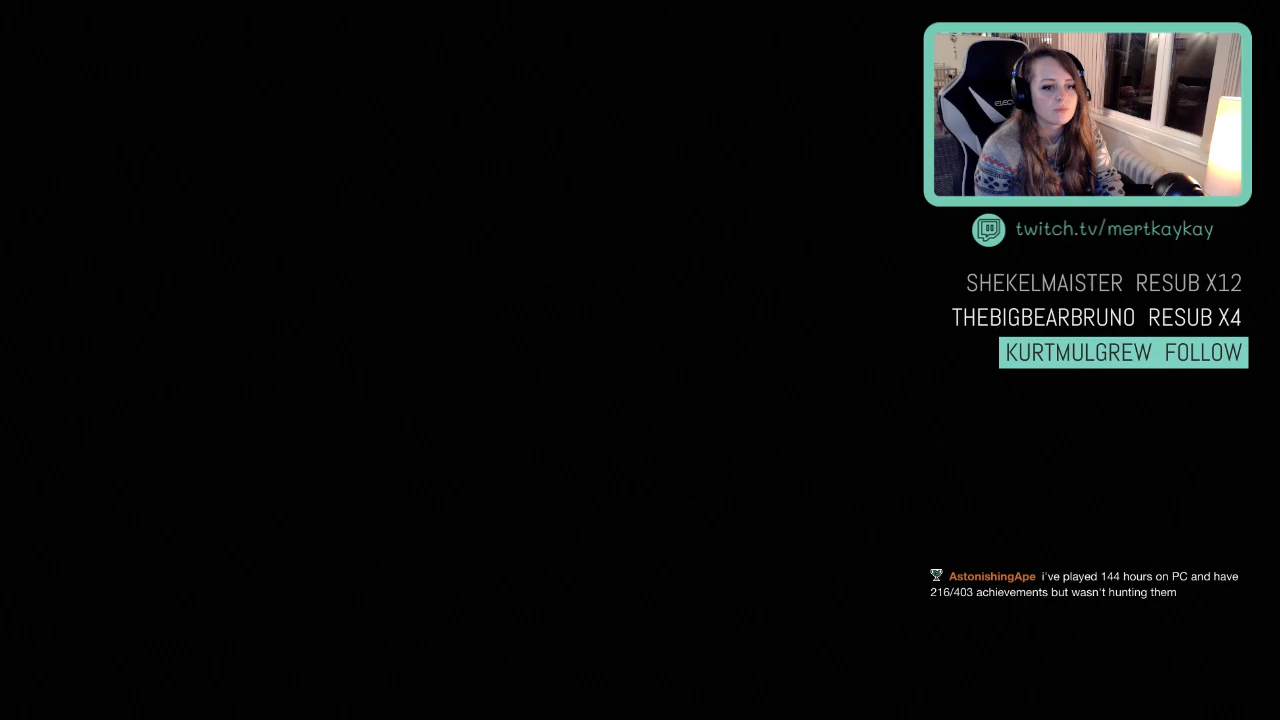 twitch.tv/mertkaykay
SHEKELMAISTER RESUB X12
THEBIGBEARBRUNO RESUB X4
KURTMULGREW FOLLOW
AstonishingApe i've played 144 hours on PC and have
216/403 achievements but wasn't hunting them